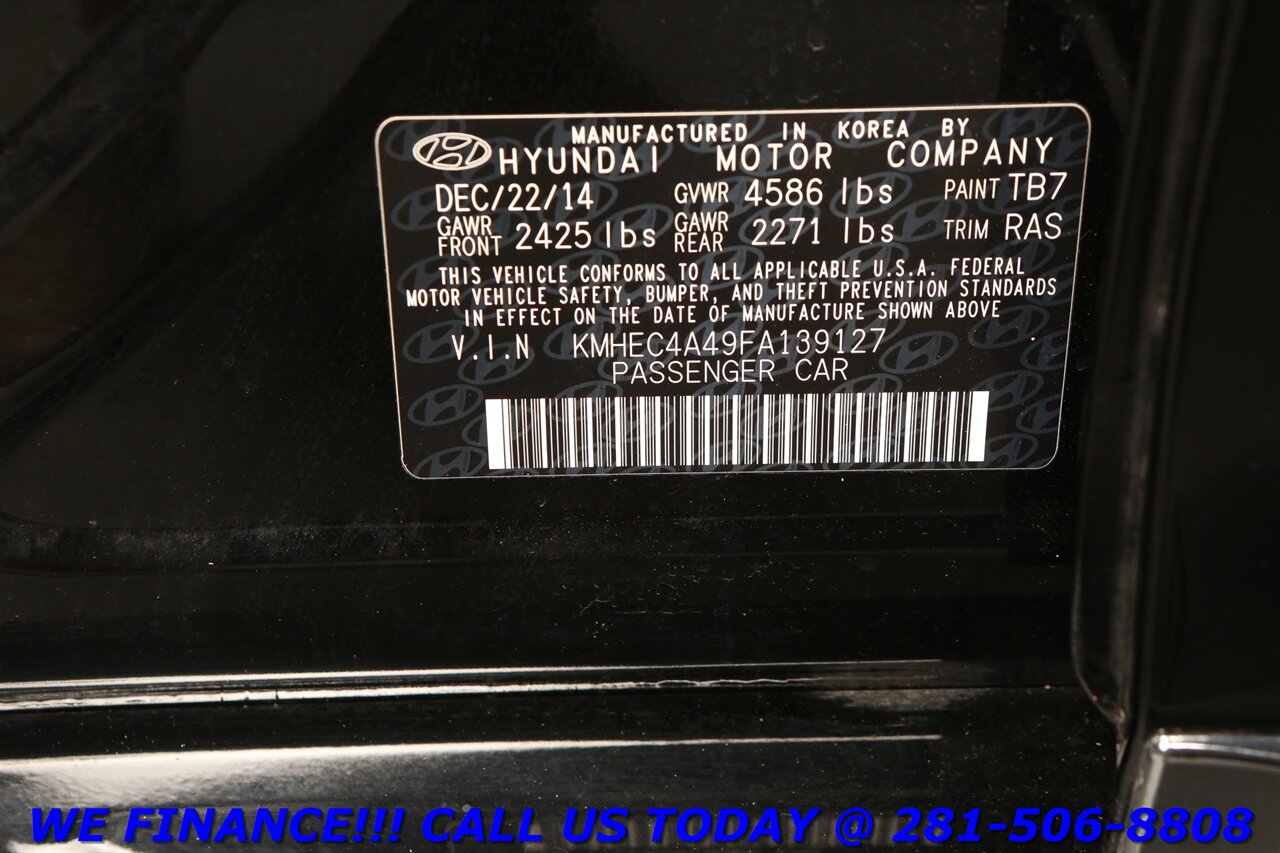 MANUFACTURED IN KOREA BY
HYUNDAI MOTOR COMPANY
DEC/22/14 GVWR 4586 lbs PAINT TB7
GAWR FRONT 2425 lbs GAWR REAR 2271 lbs TRIM RAS
THIS VEHICLE CONFORMS TO ALL APPLICABLE U.S.A. FEDERAL
MOTOR VEHICLE SAFETY, BUMPER, AND THEFT PREVENTION STANDARDS
IN EFFECT ON THE DATE OF MANUFACTURE SHOWN ABOVE
V.I.N KMHEC4A49FA139127
PASSENGER CAR
WE FINANCE!!! CALL US TODAY @ 281-506-8808